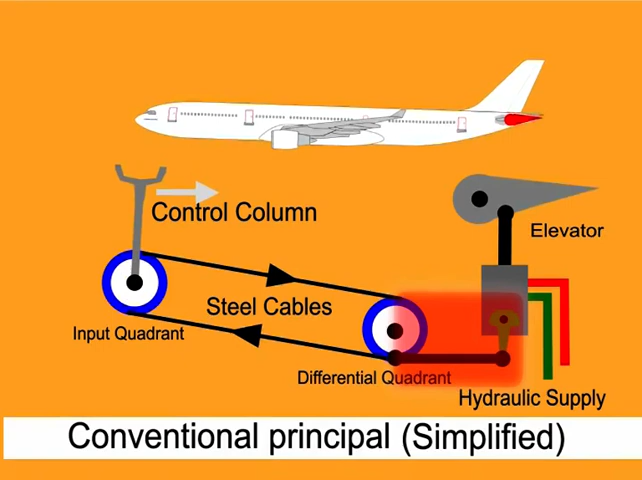 Control Column
Elevator
Steel Cables
Input Quadrant
Differential Quadrant
Hydraulic Supply
Conventional principal (Simplified)